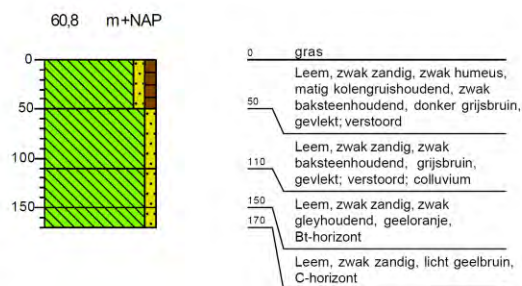 60,8 m+NAP
0
50
100
150
0 gras
Leem, zwak zandig, zwak humeus,
matig kolengruishoudend, zwak
50 baksteenhoudend, donker grijsbruin,
gevlekt; verstoord
Leem, zwak zandig, zwak
110 baksteenhoudend, grijsbruin,
gevlekt; verstoord; colluvium
150 Leem, zwak zandig, zwak
170 gleyhoudend, geeloranje,
Bt-horizont
Leem, zwak zandig, licht geelbruin,
C-horizont